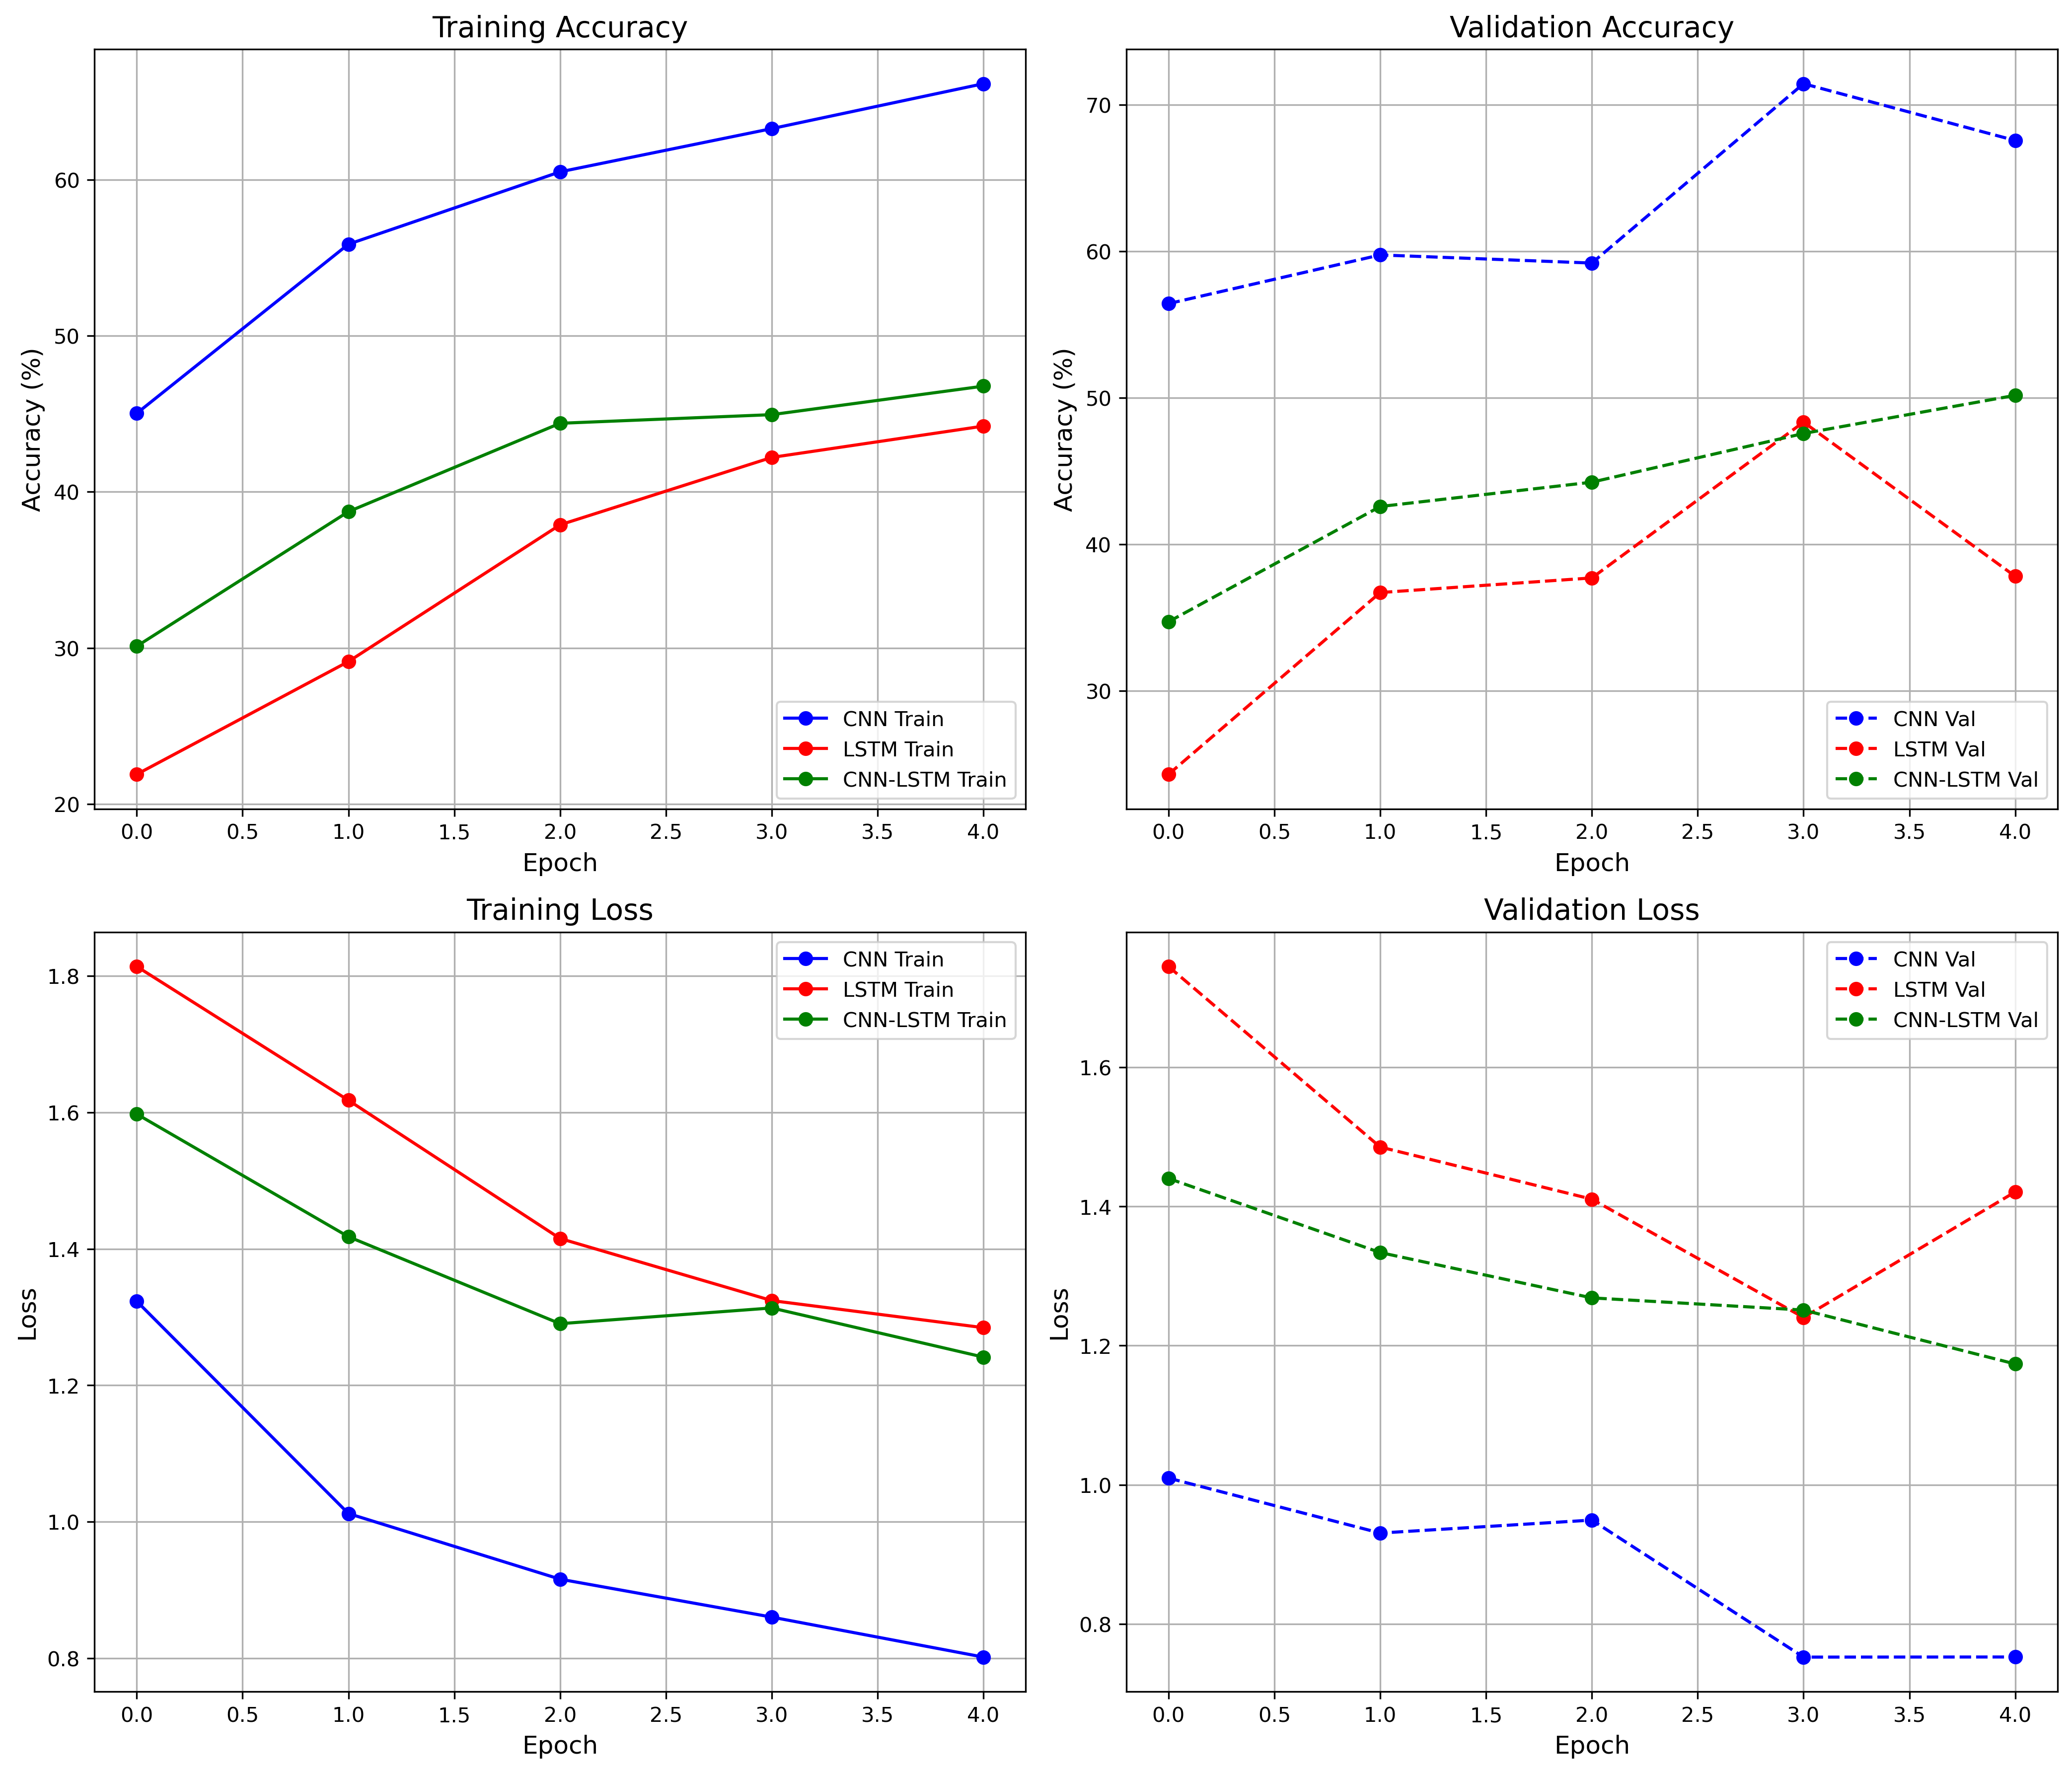 Training Accuracy
Accuracy (%)
60
50
40
30
20
0.0 0.5 1.0 1.5 2.0 2.5 3.0 3.5 4.0
Epoch
CNN Train
LSTM Train
CNN-LSTM Train
Validation Accuracy
Accuracy (%)
70
60
50
40
30
0.0 0.5 1.0 1.5 2.0 2.5 3.0 3.5 4.0
Epoch
CNN Val
LSTM Val
CNN-LSTM Val
Training Loss
Loss
1.8
1.6
1.4
1.2
1.0
0.8
0.0 0.5 1.0 1.5 2.0 2.5 3.0 3.5 4.0
Epoch
CNN Train
LSTM Train
CNN-LSTM Train
Validation Loss
Loss
1.6
1.4
1.2
1.0
0.8
0.0 0.5 1.0 1.5 2.0 2.5 3.0 3.5 4.0
Epoch
CNN Val
LSTM Val
CNN-LSTM Val